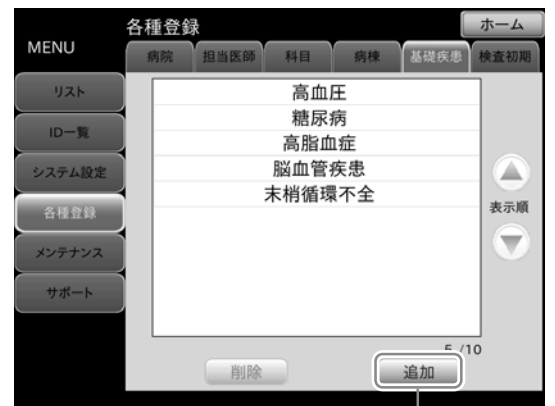 各種登録
ホーム
MENU
病院 担当医師 科目 病棟 基礎疾患 検査初期
リスト
ID一覧
システム設定
各種登録
メンテナンス
サポート
高血圧
糖尿病
高脂血症
脳血管疾患
末梢循環不全
表示順
5 /10
削除
追加